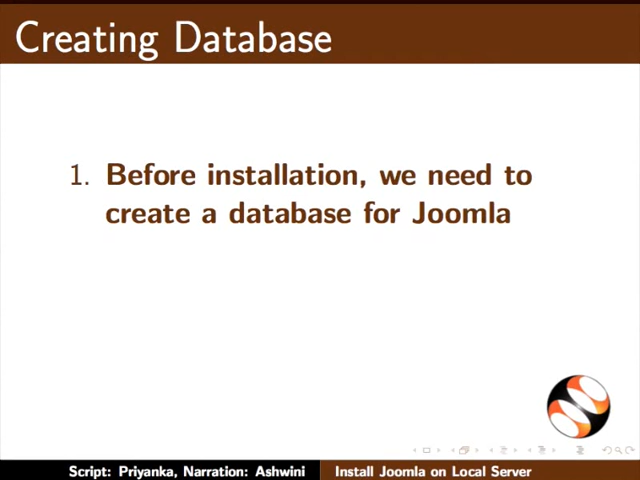 Creating Database
1. Before installation, we need to
create a database for Joomla
Script: Priyanka, Narration: Ashwini Install Joomla on Local Server